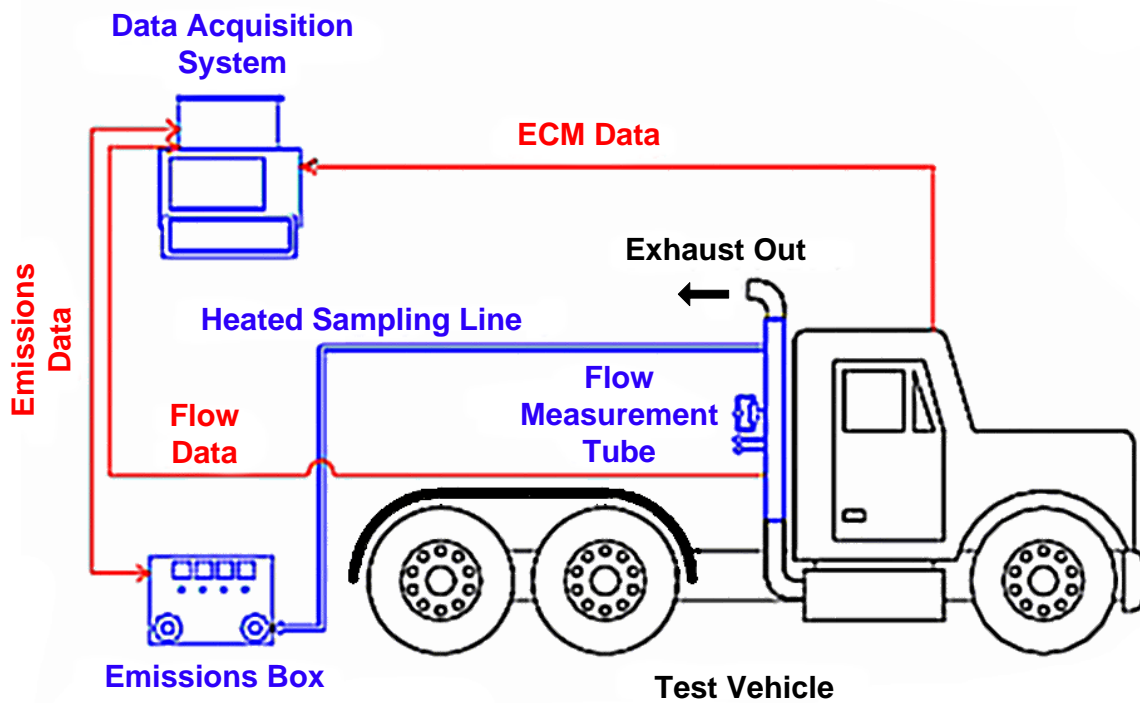 Data Acquisition
System
ECM Data
Exhaust Out
Emissions
Data
Heated Sampling Line
Flow
Measurement
Tube
Flow
Data
Emissions Box
Test Vehicle